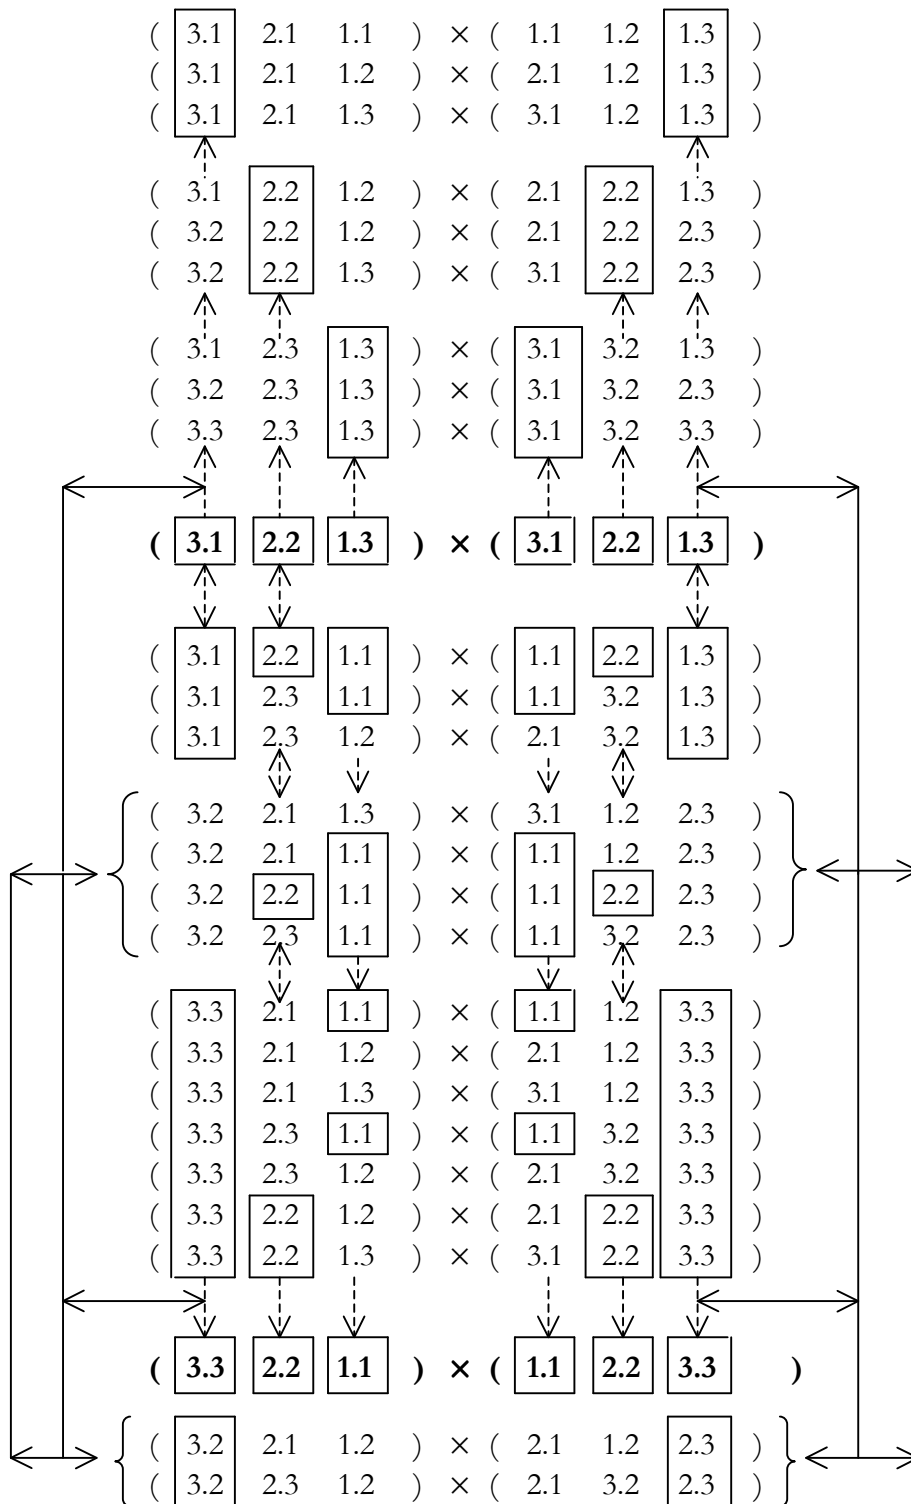 ( 3.1 2.1 1.1 ) × ( 1.1 1.2 1.3 )
( 3.1 2.1 1.2 ) × ( 2.1 1.2 1.3 )
( 3.1 2.1 1.3 ) × ( 3.1 1.2 1.3 )
( 3.1 2.2 1.2 ) × ( 2.1 2.2 1.3 )
( 3.2 2.2 1.2 ) × ( 2.1 2.2 2.3 )
( 3.2 2.2 1.3 ) × ( 3.1 2.2 2.3 )
( 3.1 2.3 1.3 ) × ( 3.1 3.2 1.3 )
( 3.2 2.3 1.3 ) × ( 3.1 3.2 2.3 )
( 3.3 2.3 1.3 ) × ( 3.1 3.2 3.3 )
( 3.1 2.2 1.3 ) × ( 3.1 2.2 1.3 )
( 3.1 2.2 1.1 ) × ( 1.1 2.2 1.3 )
( 3.1 2.3 1.1 ) × ( 1.1 3.2 1.3 )
( 3.1 2.3 1.2 ) × ( 2.1 3.2 1.3 )
( 3.2 2.1 1.3 ) × ( 3.1 1.2 2.3 )
( 3.2 2.1 1.1 ) × ( 1.1 1.2 2.3 )
( 3.2 2.2 1.1 ) × ( 1.1 2.2 2.3 )
( 3.2 2.3 1.1 ) × ( 1.1 3.2 2.3 )
( 3.3 2.1 1.1 ) × ( 1.1 1.2 3.3 )
( 3.3 2.1 1.2 ) × ( 2.1 1.2 3.3 )
( 3.3 2.1 1.3 ) × ( 3.1 1.2 3.3 )
( 3.3 2.3 1.1 ) × ( 1.1 3.2 3.3 )
( 3.3 2.3 1.2 ) × ( 2.1 3.2 3.3 )
( 3.3 2.2 1.2 ) × ( 2.1 2.2 3.3 )
( 3.3 2.2 1.3 ) × ( 3.1 2.2 3.3 )
( 3.3 2.2 1.1 ) × ( 1.1 2.2 3.3 )
( 3.2 2.1 1.2 ) × ( 2.1 1.2 2.3 )
( 3.2 2.3 1.2 ) × ( 2.1 3.2 2.3 )